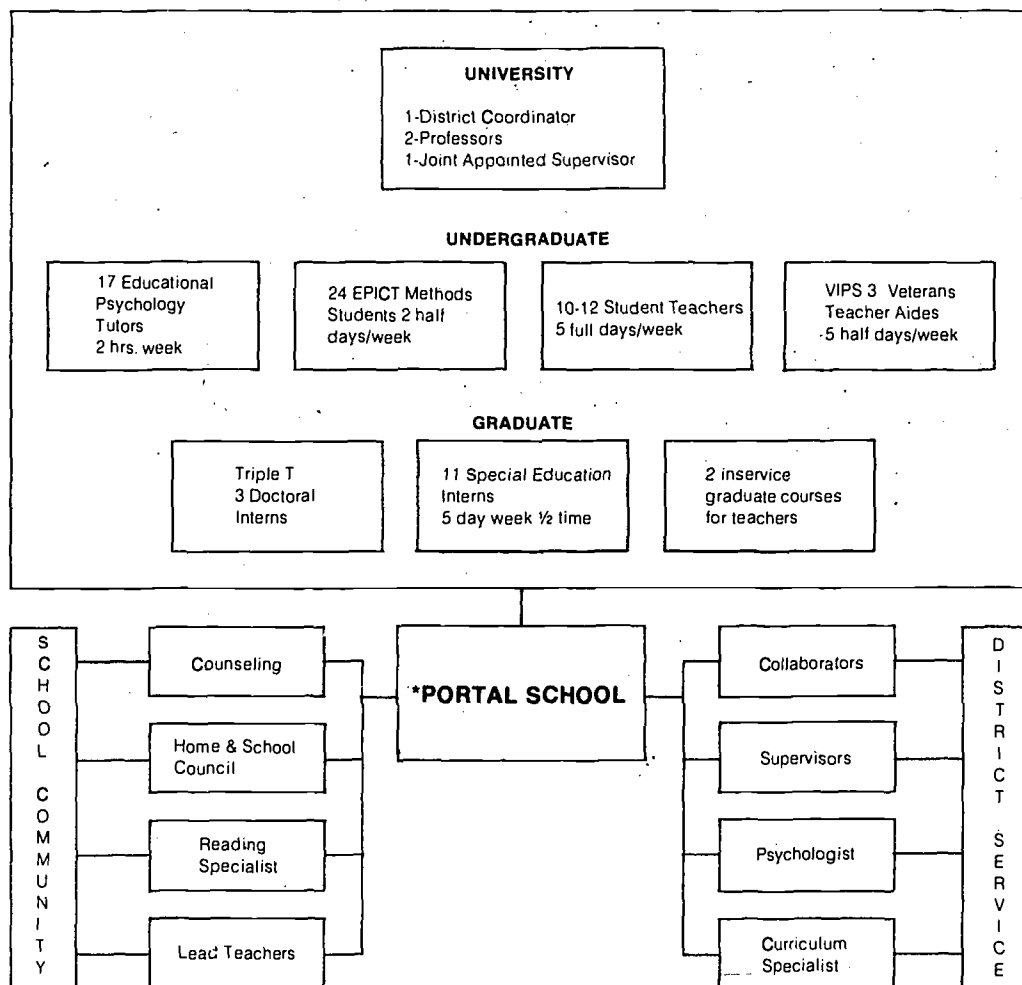 UNIVERSITY
1-District Coordinator
2-Professors
1-Joint Appointed Supervisor
UNDERGRADUATE
17 Educational
Psychology
Tutors
2 hrs. week
24 EPICT Methods
Students 2 half
days/week
10-12 Student Teachers
5 full days/week
VIPS 3 Veterans
Teacher Aides
5 half days/week
GRADUATE
Triple T
3 Doctoral
Interns
11 Special Education
Interns
5 day week ½ time
2 inservice
graduate courses
for teachers
SCHOOL COMMUNITY
Counseling
Home & School
Council
Reading
Specialist
Lead Teachers
*PORTAL SCHOOL
Collaborators
Supervisors
Psychologist
Curriculum
Specialist
DISTRICT SERVICE